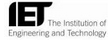 IET The Institution of
Engineering and Technology